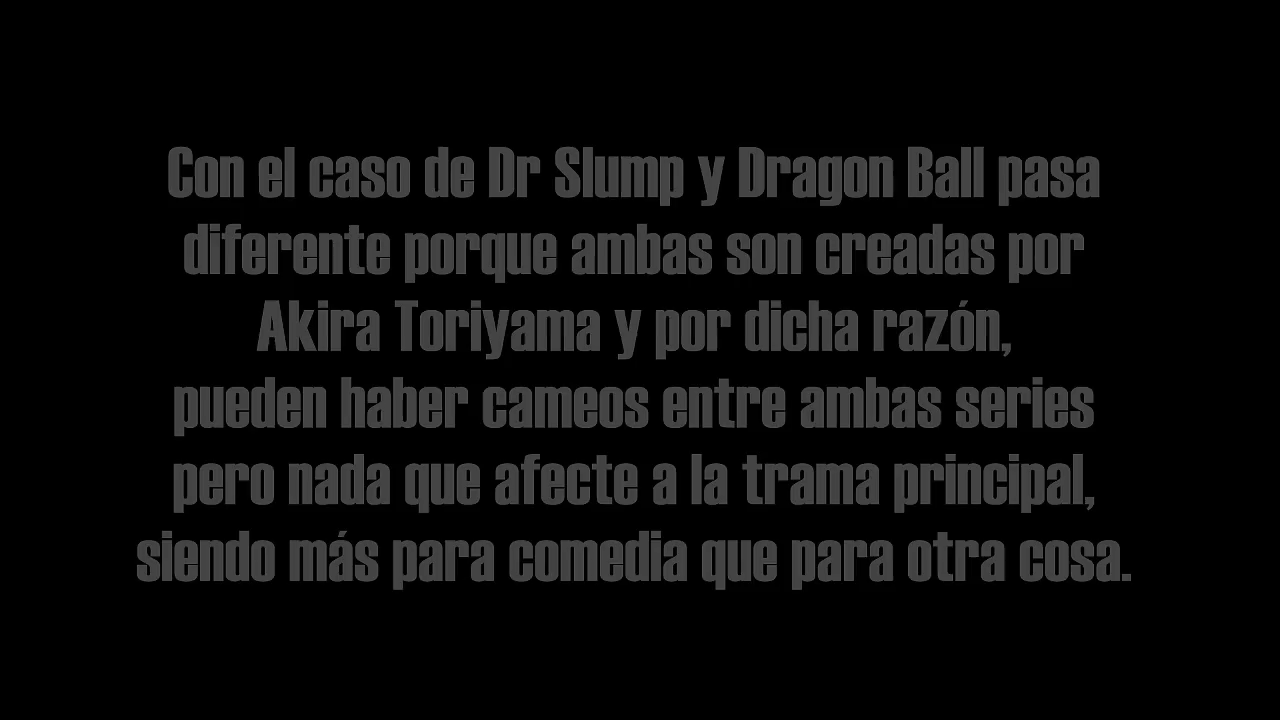 Con el caso de Dr Slump y Dragon Ball pasa
diferente porque ambas son creadas por
Akira Toriyama y por dicha razón,
pueden haber cameos entre ambas series
pero nada que afecte a la trama principal,
siendo más para comedia que para otra cosa.